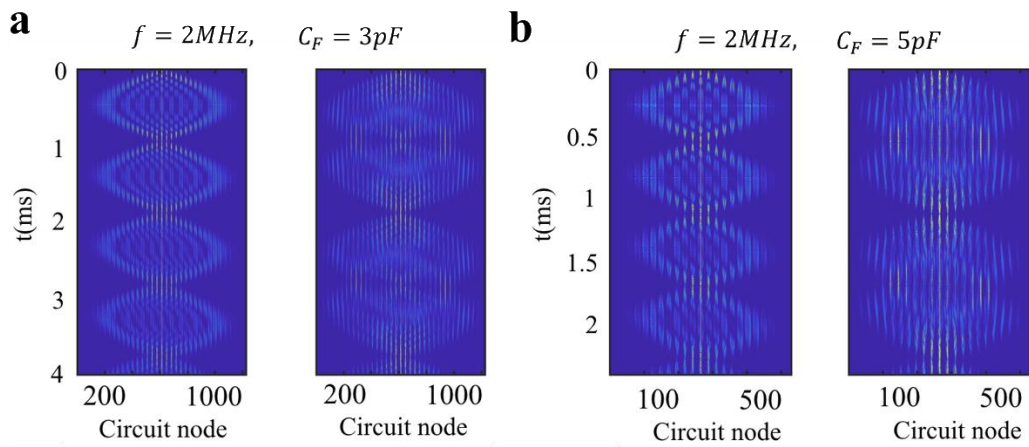 a
f = 2MHz, C_F = 3pF
0
1
2
3
4
t(ms)
200 1000 200 1000
Circuit node Circuit node
b
f = 2MHz, C_F = 5pF
0
0.5
1
1.5
2
t(ms)
100 500 100 500
Circuit node Circuit node